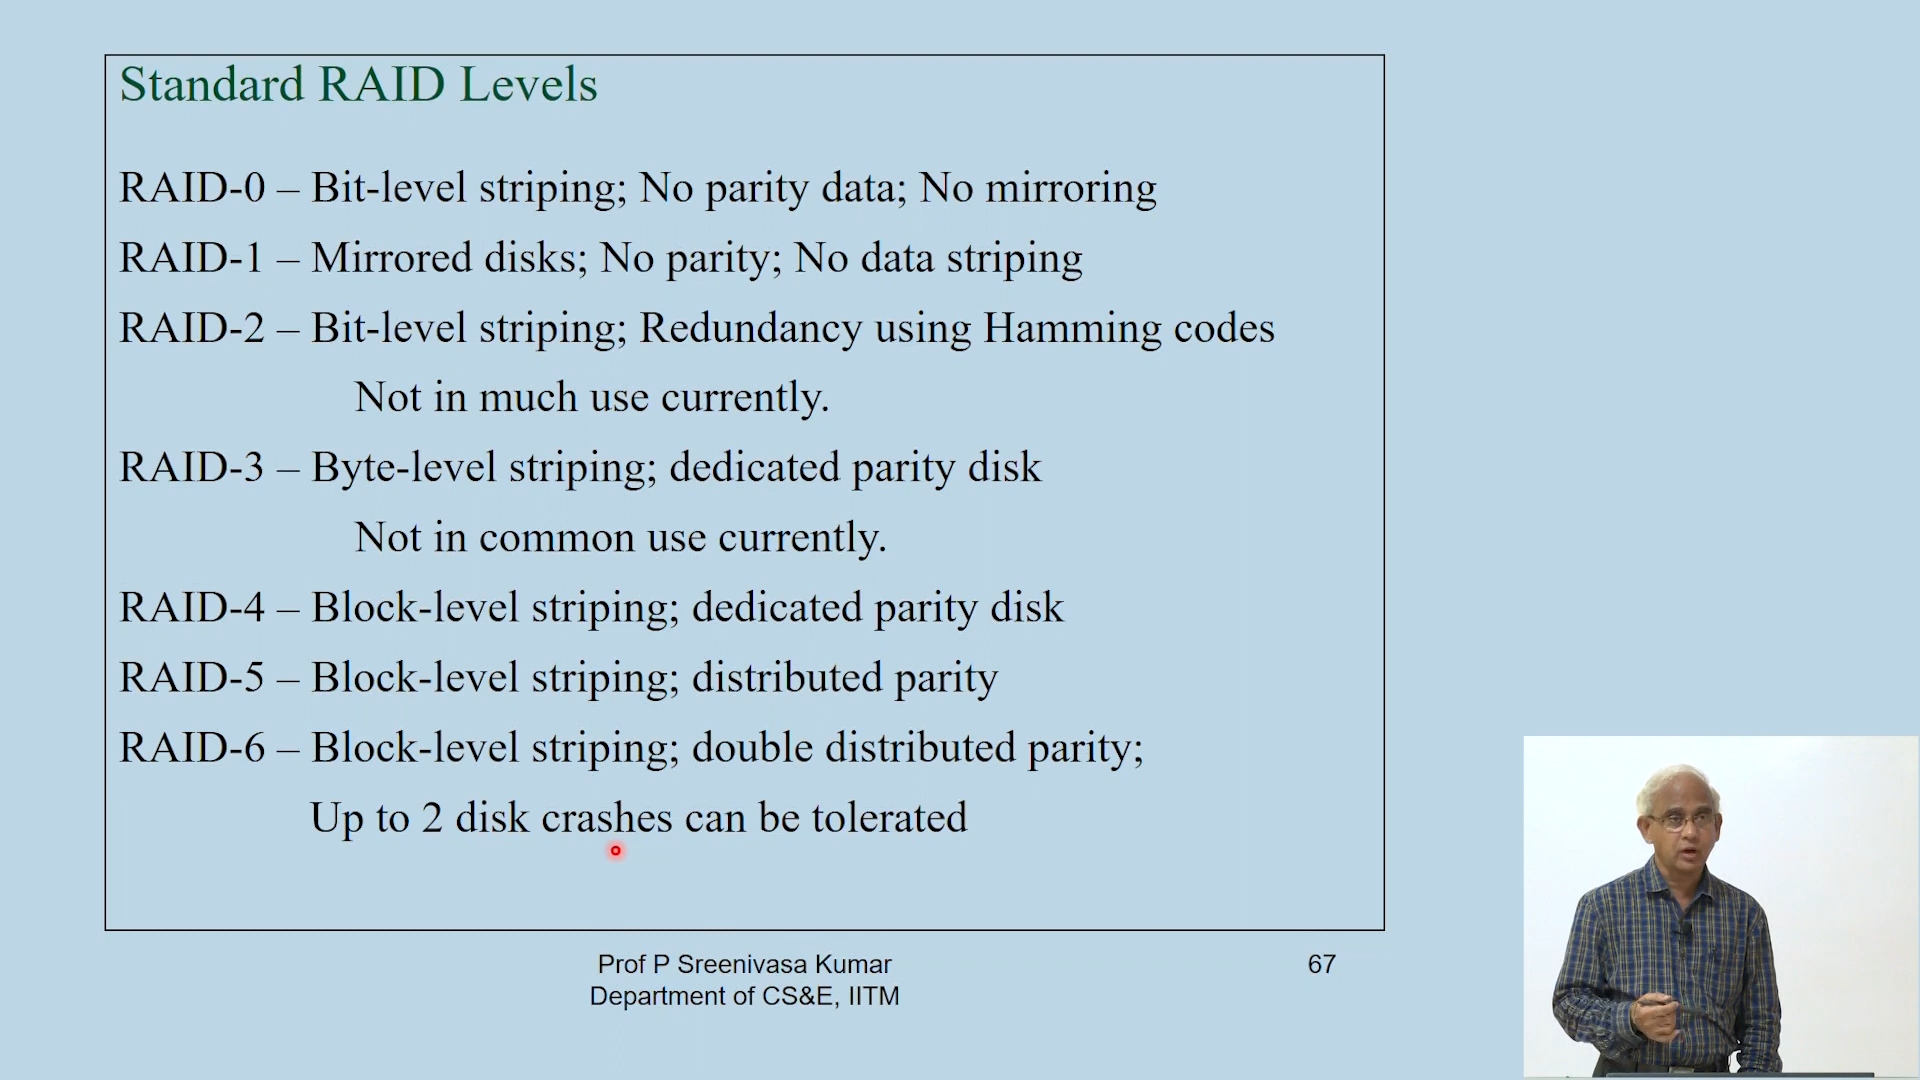 Standard RAID Levels
RAID-0 – Bit-level striping; No parity data; No mirroring
RAID-1 – Mirrored disks; No parity; No data striping
RAID-2 – Bit-level striping; Redundancy using Hamming codes
Not in much use currently.
RAID-3 – Byte-level striping; dedicated parity disk
Not in common use currently.
RAID-4 – Block-level striping; dedicated parity disk
RAID-5 – Block-level striping; distributed parity
RAID-6 – Block-level striping; double distributed parity;
Up to 2 disk crashes can be tolerated
Prof P Sreenivasa Kumar
Department of CS&E, IITM
67